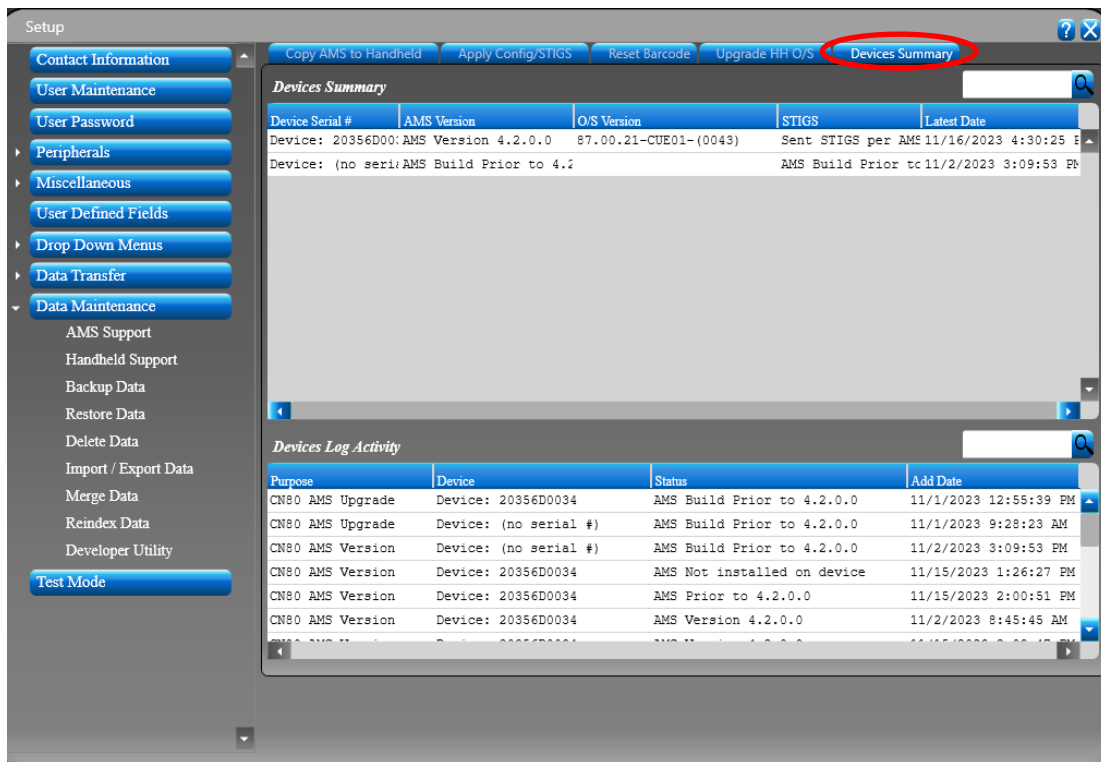 Setup
?
Contact Information
User Maintenance
User Password
Peripherals
Miscellaneous
User Defined Fields
Drop Down Menus
Data Transfer
Data Maintenance
AMS Support
Handheld Support
Backup Data
Restore Data
Delete Data
Import / Export Data
Merge Data
Reindex Data
Developer Utility
Test Mode
Copy AMS to Handheld Apply Config/STIGS Reset Barcode Upgrade HH O/S Devices Summary
Devices Summary
Device Serial # AMS Version O/S Version STIGS Latest Date
Device: 20356D00 AMS Version 4.2.0.0 87.00.21-CUE01-(0043) Sent STIGS per AMS 11/16/2023 4:30:25
Device: (no seri AMS Build Prior to 4.2 AMS Build Prior to 11/2/2023 3:09:53 PM
Devices Log Activity
Purpose Device Status Add Date
CN80 AMS Upgrade Device: 20356D0034 AMS Build Prior to 4.2.0.0 11/1/2023 12:55:39 PM
CN80 AMS Upgrade Device: (no serial #) AMS Build Prior to 4.2.0.0 11/1/2023 9:28:23 AM
CN80 AMS Version Device: (no serial #) AMS Build Prior to 4.2.0.0 11/2/2023 3:09:53 PM
CN80 AMS Version Device: 20356D0034 AMS Not installed on device 11/15/2023 1:26:27 PM
CN80 AMS Version Device: 20356D0034 AMS Prior to 4.2.0.0 11/15/2023 2:00:51 PM
CN80 AMS Version Device: 20356D0034 AMS Version 4.2.0.0 11/2/2023 8:45:45 AM